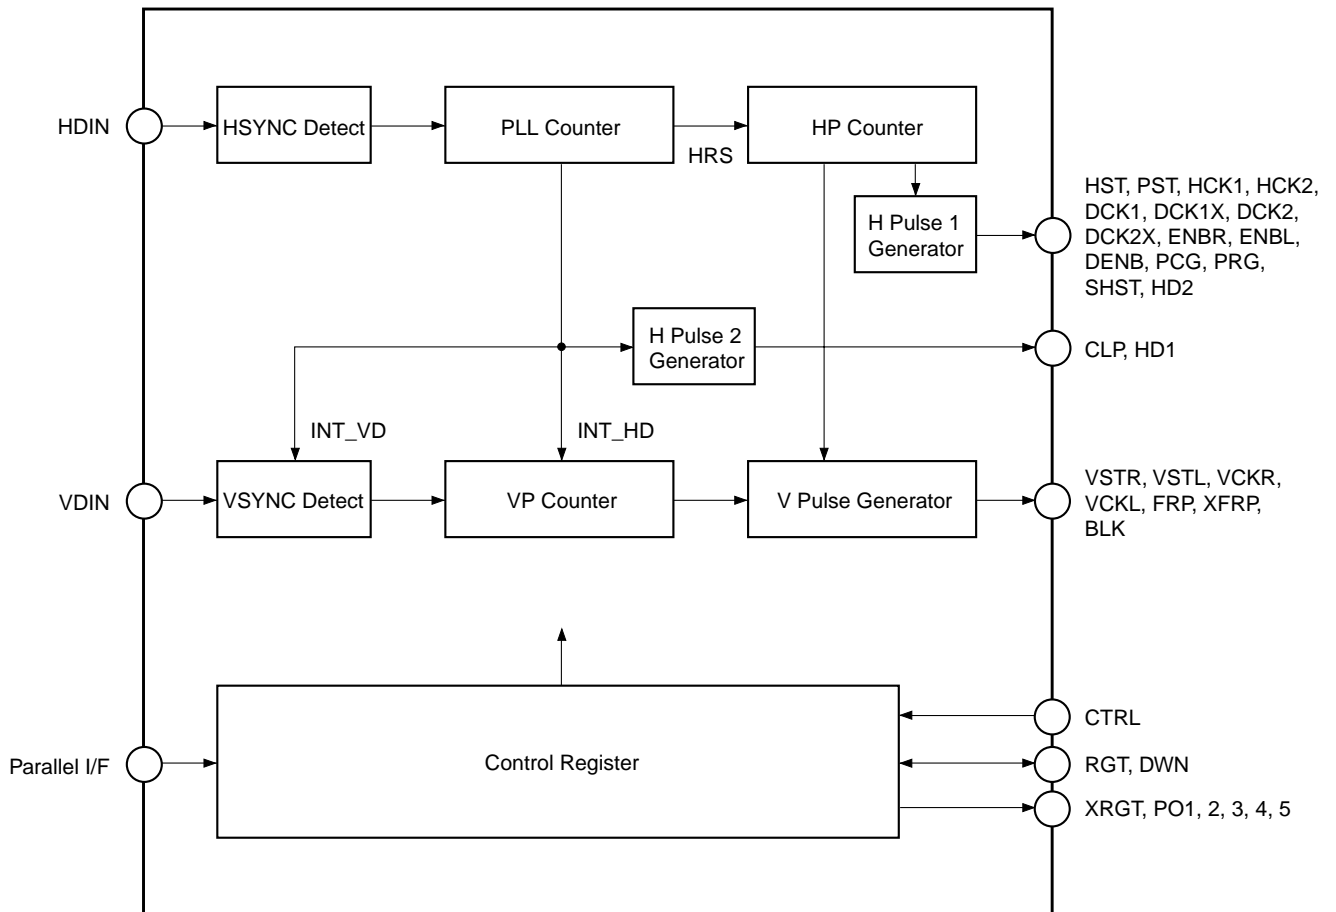 HDIN
HSYNC Detect
PLL Counter
HRS
HP Counter
H Pulse 1
Generator
HST, PST, HCK1, HCK2,
DCK1, DCK1X, DCK2,
DCK2X, ENBR, ENBL,
DENB, PCG, PRG,
SHST, HD2
H Pulse 2
Generator
CLP, HD1
INT_VD
INT_HD
VDIN
VSYNC Detect
VP Counter
V Pulse Generator
VSTR, VSTL, VCKR,
VCKL, FRP, XFRP,
BLK
Parallel I/F
Control Register
CTRL
RGT, DWN
XRGT, PO1, 2, 3, 4, 5